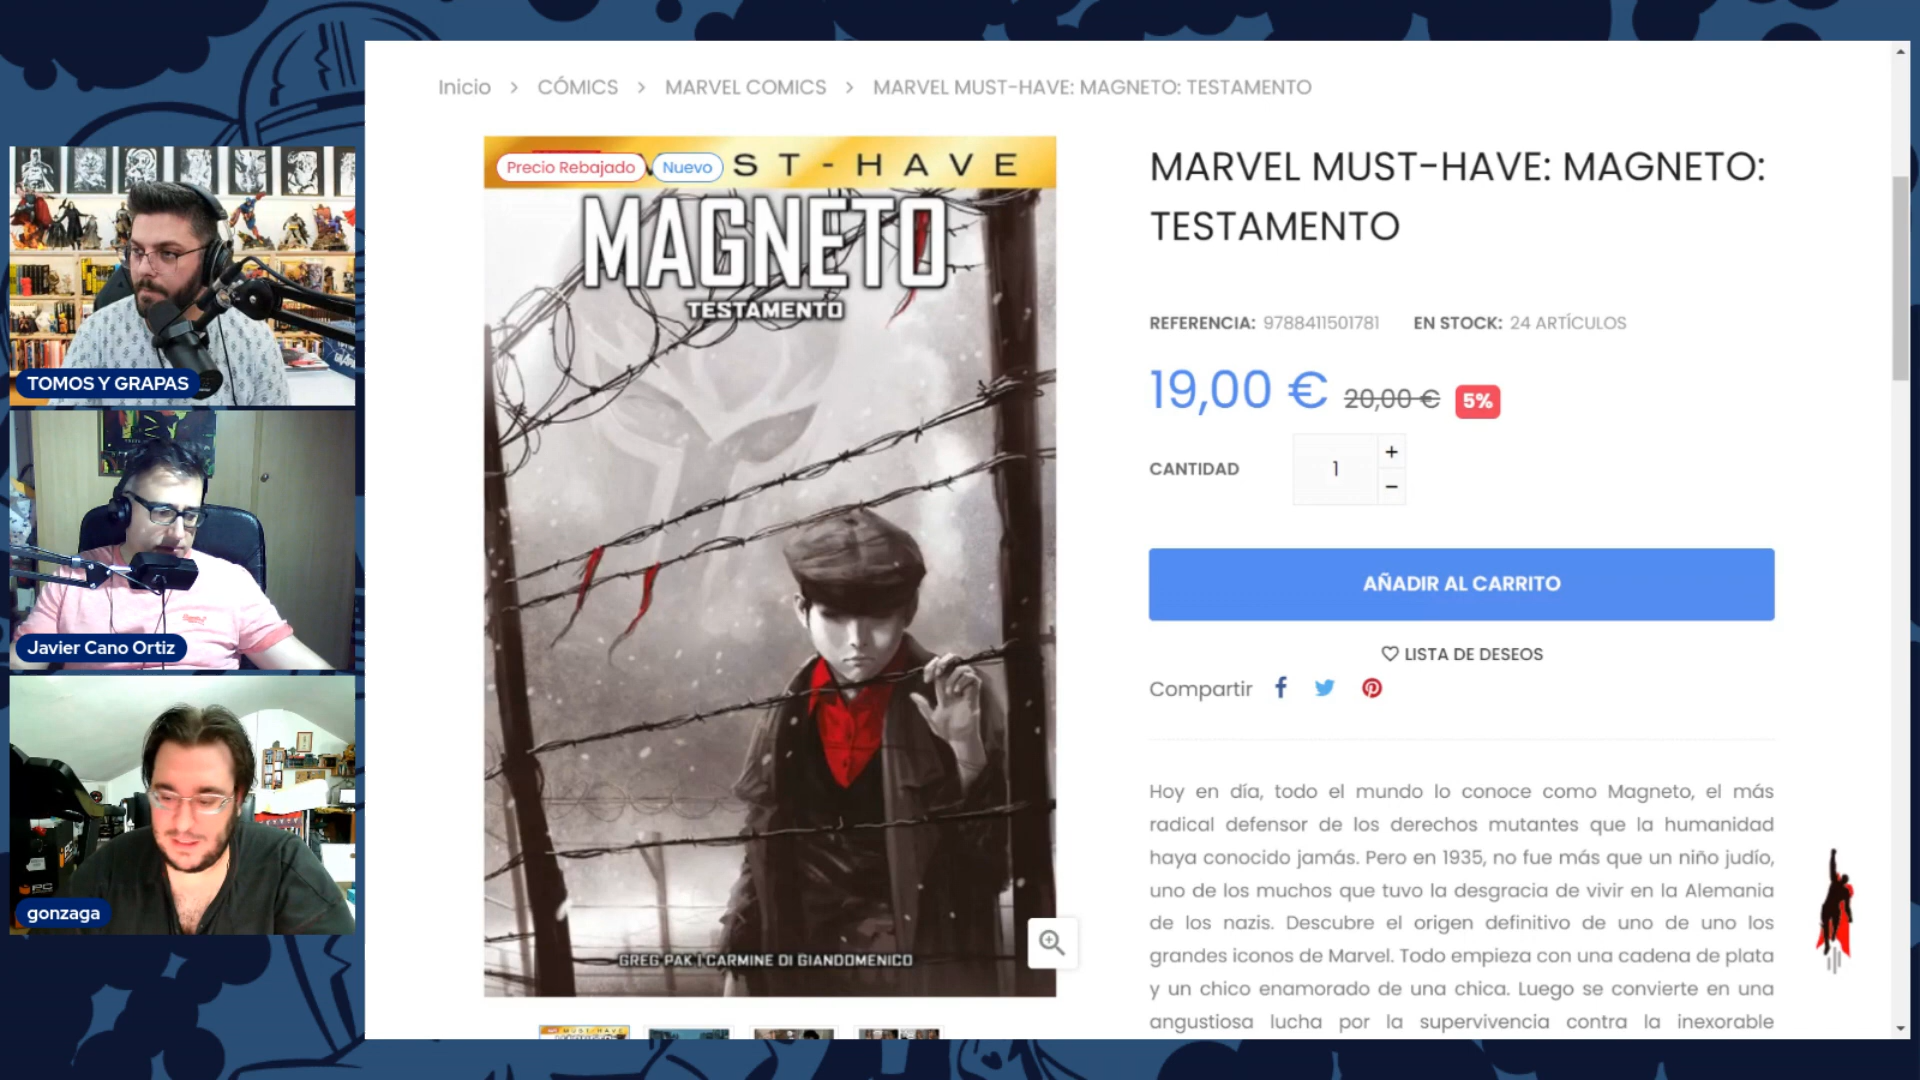 Inicio > CÓMICS > MARVEL COMICS > MARVEL MUST-HAVE: MAGNETO: TESTAMENTO
Precio Rebajado
Nuevo
ST-HAVE
MAGNETO
TESTAMENTO
GREG PAK | CARMINE DI GIANDOMENICO
MARVEL MUST-HAVE: MAGNETO:
TESTAMENTO
REFERENCIA: 9788411501781 EN STOCK: 24 ARTÍCULOS
19,00 € 20,00 € 5%
CANTIDAD 1 + −
AÑADIR AL CARRITO
LISTA DE DESEOS
Compartir
Hoy en día, todo el mundo lo conoce como Magneto, el más
radical defensor de los derechos mutantes que la humanidad
haya conocido jamás. Pero en 1935, no fue más que un niño judío,
uno de los muchos que tuvo la desgracia de vivir en la Alemania
de los nazis. Descubre el origen definitivo de uno de uno los
grandes iconos de Marvel. Todo empieza con una cadena de plata
y un chico enamorado de una chica. Luego se convierte en una
angustiosa lucha por la supervivencia contra la inexorable
TOMOS Y GRAPAS
Javier Cano Ortiz
gonzaga